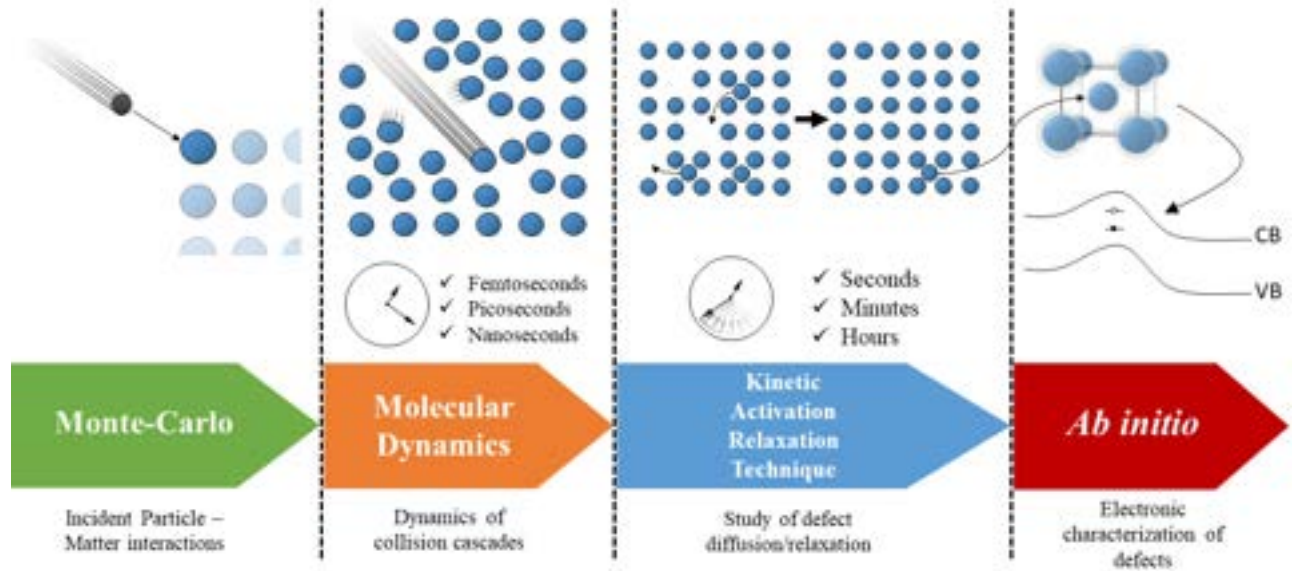 CB
VB
✓ Femtoseconds
✓ Picoseconds
✓ Nanoseconds
✓ Seconds
✓ Minutes
✓ Hours
Monte-Carlo
Molecular
Dynamics
Kinetic
Activation
Relaxation
Technique
Ab initio
Incident Particle –
Matter interactions
Dynamics of
collision cascades
Study of defect
diffusion/relaxation
Electronic
characterization of
defects